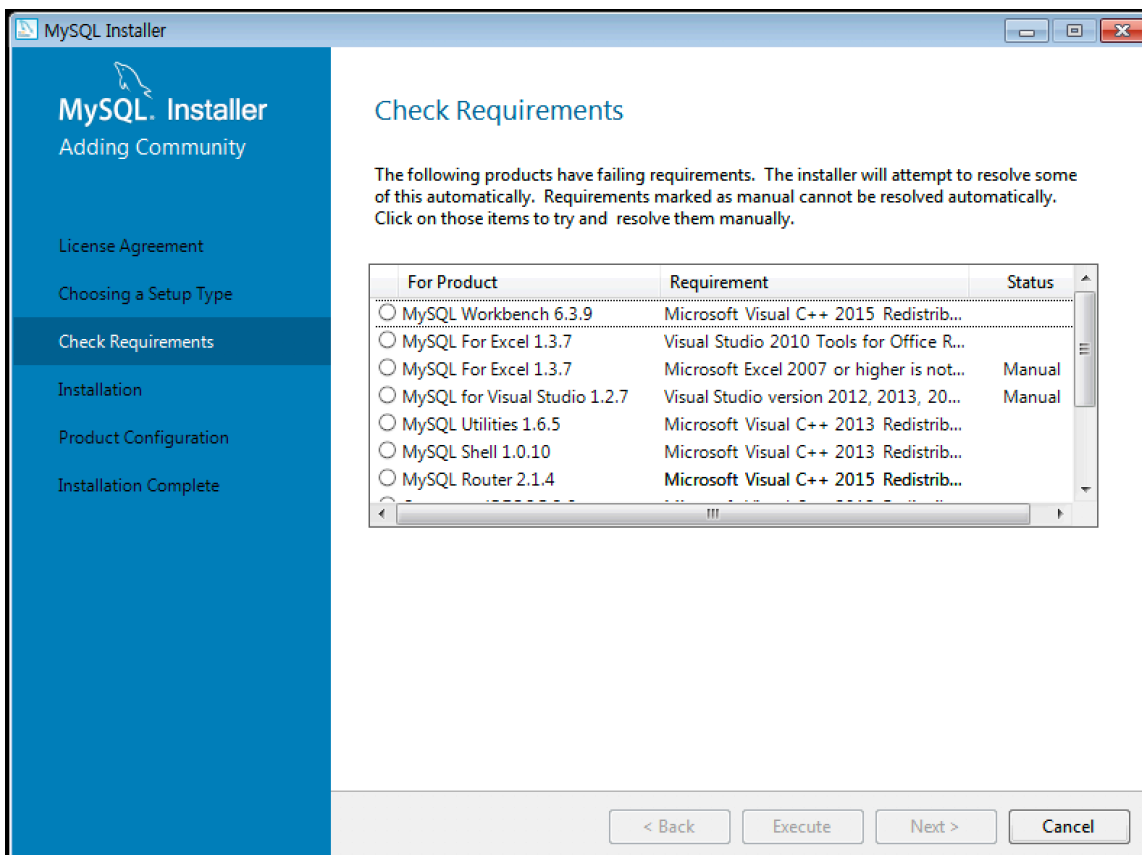 MySQL Installer
MySQL. Installer
Adding Community
License Agreement
Choosing a Setup Type
Check Requirements
Installation
Product Configuration
Installation Complete
Check Requirements
The following products have failing requirements. The installer will attempt to resolve some
of this automatically. Requirements marked as manual cannot be resolved automatically.
Click on those items to try and resolve them manually.
For Product Requirement Status
MySQL Workbench 6.3.9 Microsoft Visual C++ 2015 Redistrib...
MySQL For Excel 1.3.7 Visual Studio 2010 Tools for Office R...
MySQL For Excel 1.3.7 Microsoft Excel 2007 or higher is not... Manual
MySQL for Visual Studio 1.2.7 Visual Studio version 2012, 2013, 20... Manual
MySQL Utilities 1.6.5 Microsoft Visual C++ 2013 Redistrib...
MySQL Shell 1.0.10 Microsoft Visual C++ 2013 Redistrib...
MySQL Router 2.1.4 Microsoft Visual C++ 2015 Redistrib...
< Back Execute Next > Cancel